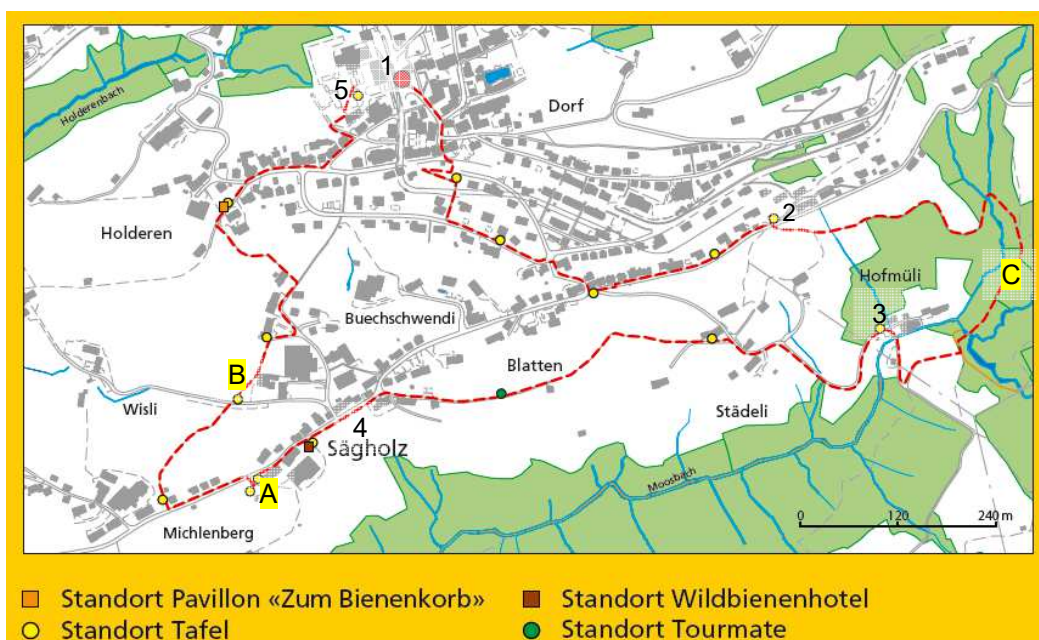 1
5
Dorf
Holderenbach
2
Holderen
C
Hofmüli
3
Buechschwendi
B
Blatten
Wisli
4
Städeli
Sägholz
A
Moosbach
Michlenberg
0 120 240 m
Standort Pavillon «Zum Bienenkorb»
Standort Wildbienenhotel
Standort Tafel
Standort Tourmate